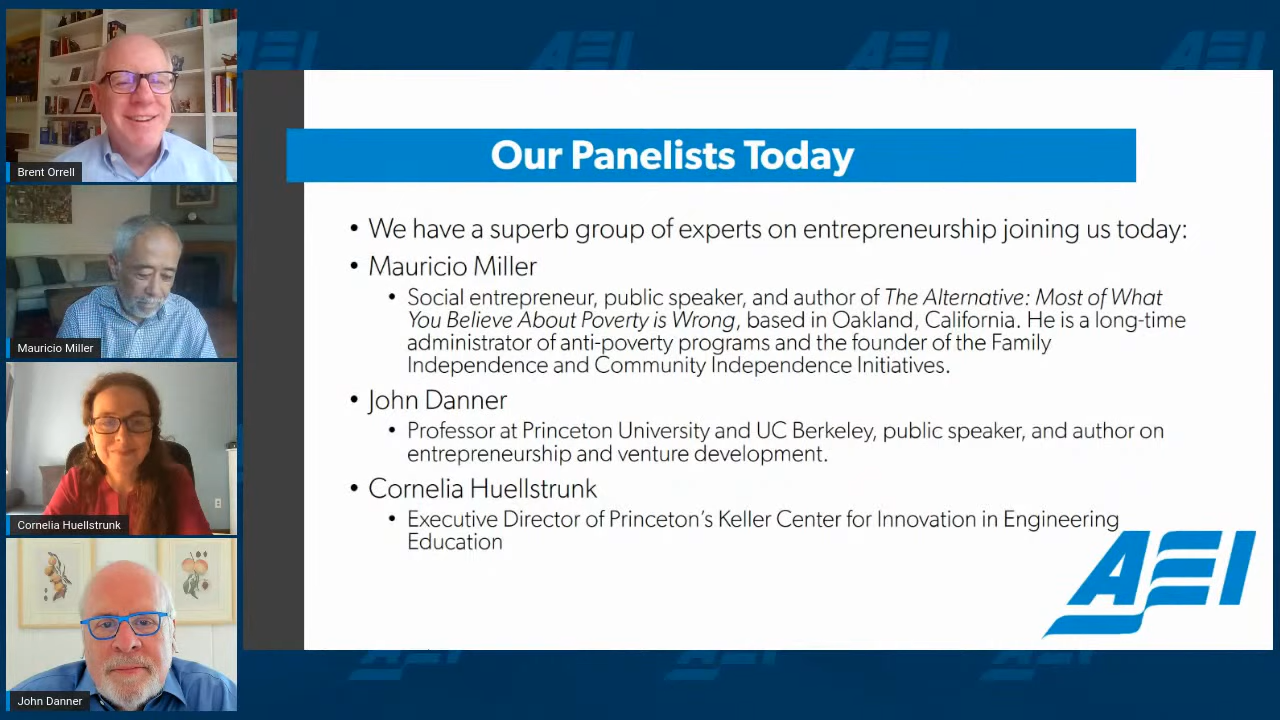 Brent Orrell
Mauricio Miller
Cornelia Huellstrunk
John Danner
Our Panelists Today
• We have a superb group of experts on entrepreneurship joining us today:
• Mauricio Miller
• Social entrepreneur, public speaker, and author of The Alternative: Most of What
You Believe About Poverty is Wrong, based in Oakland, California. He is a long-time
administrator of anti-poverty programs and the founder of the Family
Independence and Community Independence Initiatives.
• John Danner
• Professor at Princeton University and UC Berkeley, public speaker, and author on
entrepreneurship and venture development.
• Cornelia Huellstrunk
• Executive Director of Princeton’s Keller Center for Innovation in Engineering
Education
AEI